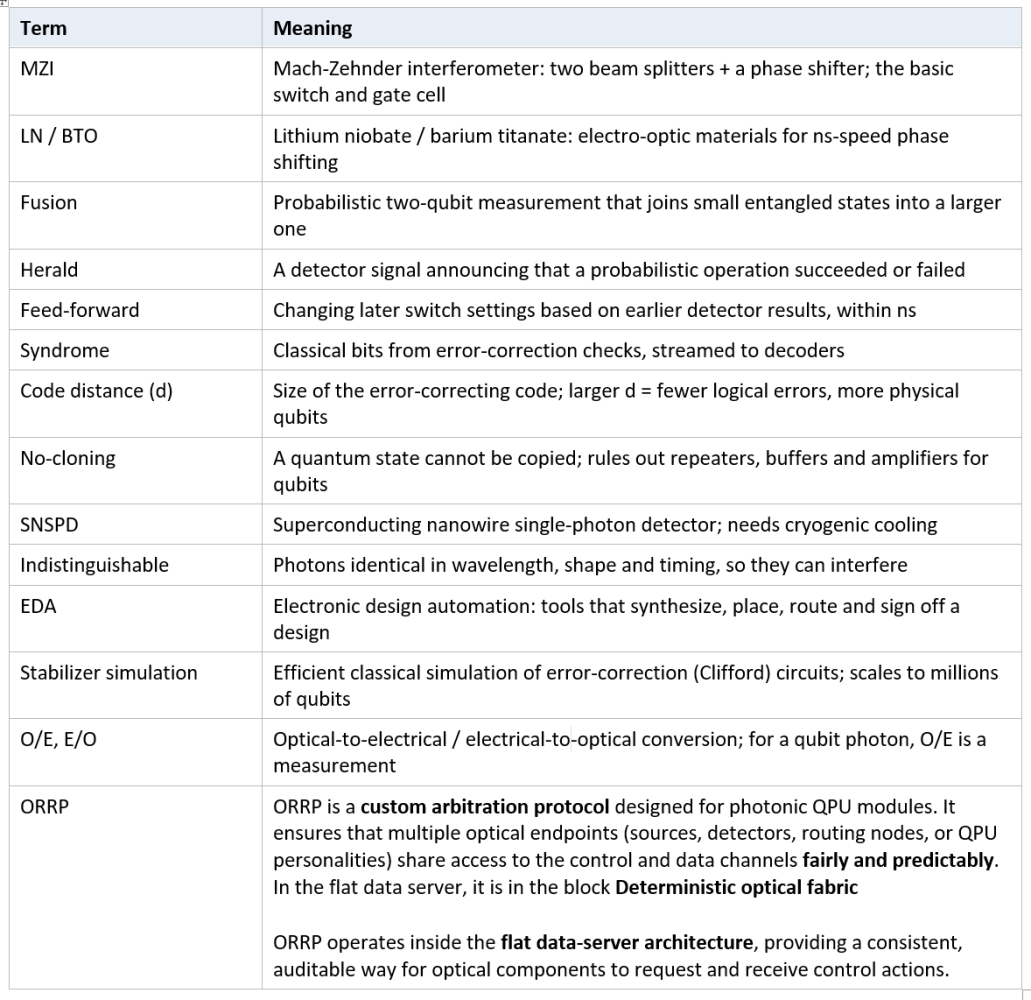 Term
Meaning
MZI
Mach-Zehnder interferometer: two beam splitters + a phase shifter; the basic
switch and gate cell
LN / BTO
Lithium niobate / barium titanate: electro-optic materials for ns-speed phase
shifting
Fusion
Probabilistic two-qubit measurement that joins small entangled states into a larger
one
Herald
A detector signal announcing that a probabilistic operation succeeded or failed
Feed-forward
Changing later switch settings based on earlier detector results, within ns
Syndrome
Classical bits from error-correction checks, streamed to decoders
Code distance (d)
Size of the error-correcting code; larger d = fewer logical errors, more physical
qubits
No-cloning
A quantum state cannot be copied; rules out repeaters, buffers and amplifiers for
qubits
SNSPD
Superconducting nanowire single-photon detector; needs cryogenic cooling
Indistinguishable
Photons identical in wavelength, shape and timing, so they can interfere
EDA
Electronic design automation: tools that synthesize, place, route and sign off a
design
Stabilizer simulation
Efficient classical simulation of error-correction (Clifford) circuits; scales to millions
of qubits
O/E, E/O
Optical-to-electrical / electrical-to-optical conversion; for a qubit photon, O/E is a
measurement
ORRP
ORRP is a custom arbitration protocol designed for photonic QPU modules. It
ensures that multiple optical endpoints (sources, detectors, routing nodes, or QPU
personalities) share access to the control and data channels fairly and predictably.
In the flat data server, it is in the block Deterministic optical fabric
ORRP operates inside the flat data-server architecture, providing a consistent,
auditable way for optical components to request and receive control actions.